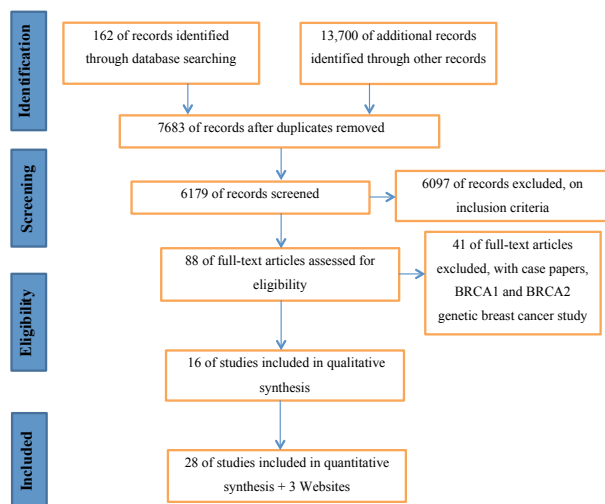 Identification
162 of records identified
through database searching
13,700 of additional records
identified through other records
7683 of records after duplicates removed
Screening
6179 of records screened
6097 of records excluded, on
inclusion criteria
Eligibility
88 of full-text articles assessed for
eligibility
41 of full-text articles
excluded, with case papers,
BRCA1 and BRCA2
genetic breast cancer study
16 of studies included in qualitative
synthesis
Included
28 of studies included in quantitative
synthesis + 3 Websites